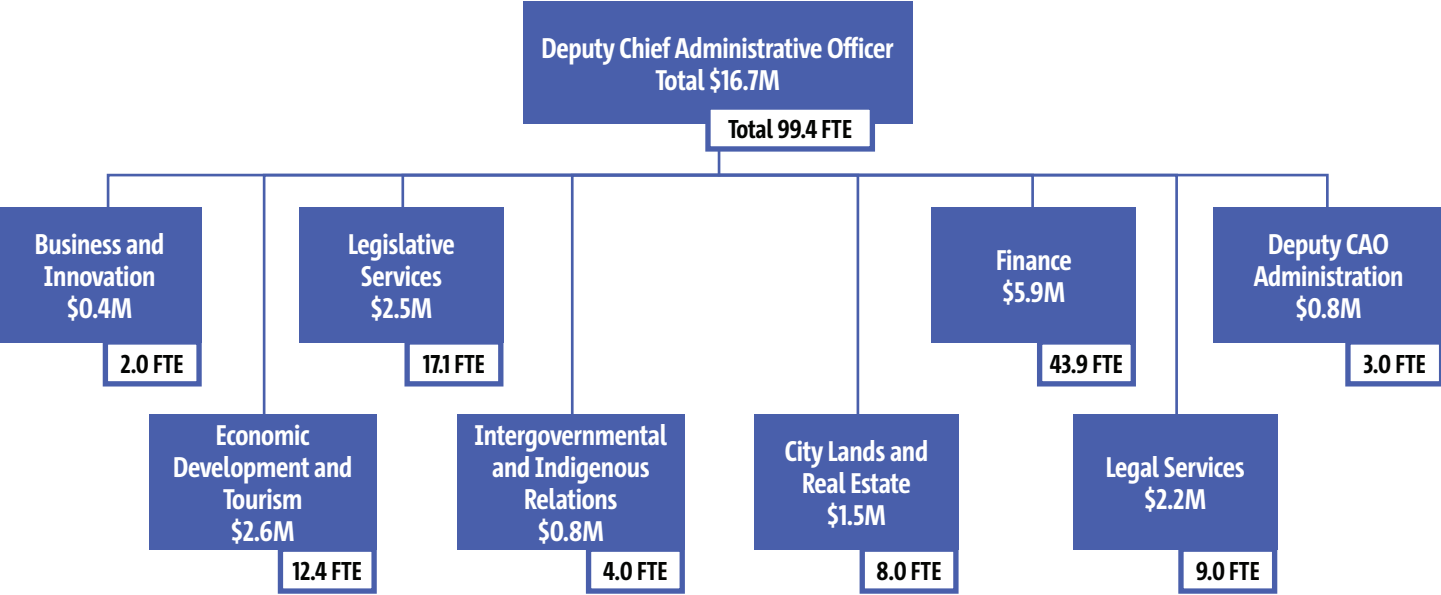 Deputy Chief Administrative Officer
Total $16.7M
Total 99.4 FTE
Business and
Innovation
$0.4M
2.0 FTE
Legislative
Services
$2.5M
17.1 FTE
Finance
$5.9M
43.9 FTE
Deputy CAO
Administration
$0.8M
3.0 FTE
Economic
Development and
Tourism
$2.6M
12.4 FTE
Intergovernmental
and Indigenous
Relations
$0.8M
4.0 FTE
City Lands and
Real Estate
$1.5M
8.0 FTE
Legal Services
$2.2M
9.0 FTE